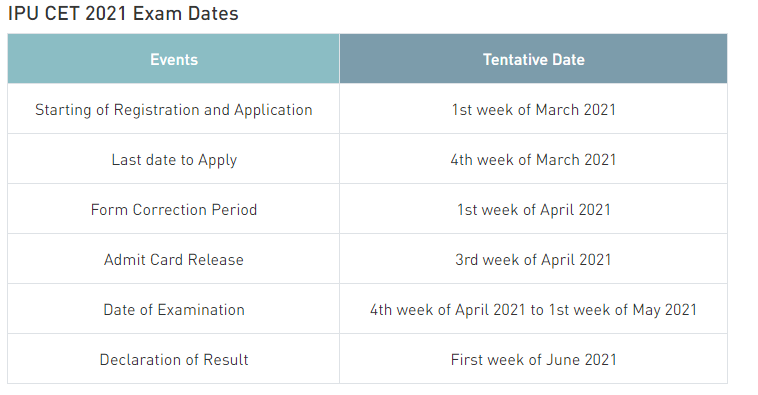 IPU CET 2021 Exam Dates
Events Tentative Date
Starting of Registration and Application 1st week of March 2021
Last date to Apply 4th week of March 2021
Form Correction Period 1st week of April 2021
Admit Card Release 3rd week of April 2021
Date of Examination 4th week of April 2021 to 1st week of May 2021
Declaration of Result First week of June 2021